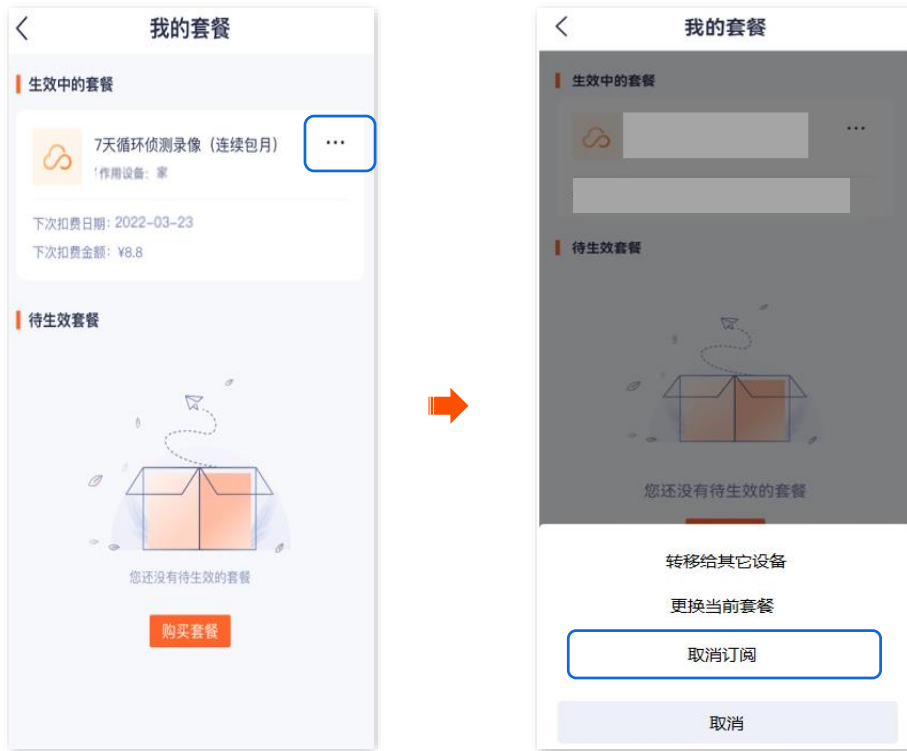 我的套餐
生效中的套餐
7天循环侦测录像（连续包月）
作用设备：家
下次扣费日期：2022-03-23
下次扣费金额：¥8.8
待生效套餐
您还没有待生效的套餐
购买套餐
我的套餐
生效中的套餐
待生效套餐
您还没有待生效的套餐
转移给其它设备
更换当前套餐
取消订阅
取消